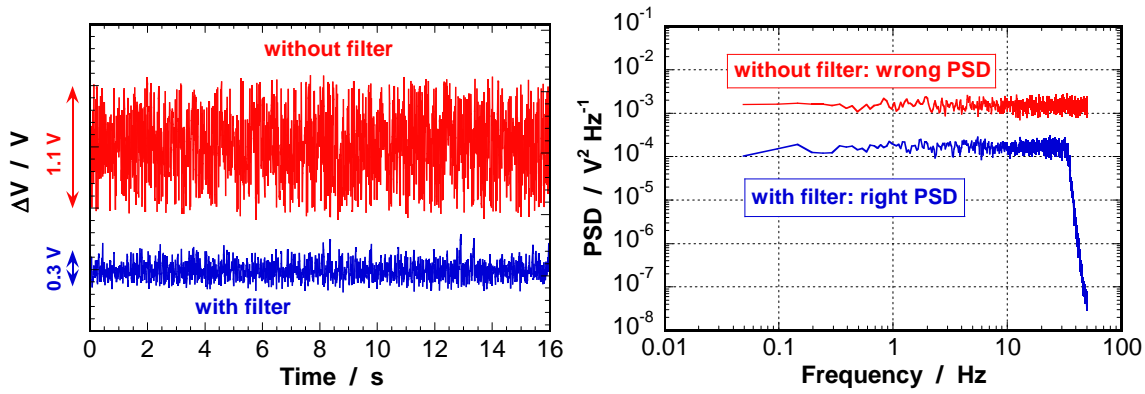 without filter
1.1 V
ΔV / V
0.3 V
with filter
0 2 4 6 8 10 12 14 16
Time / s
10⁻¹
10⁻²
10⁻³
10⁻⁴
10⁻⁵
10⁻⁶
10⁻⁷
10⁻⁸
PSD / V² Hz⁻¹
without filter: wrong PSD
with filter: right PSD
0.01 0.1 1 10 100
Frequency / Hz